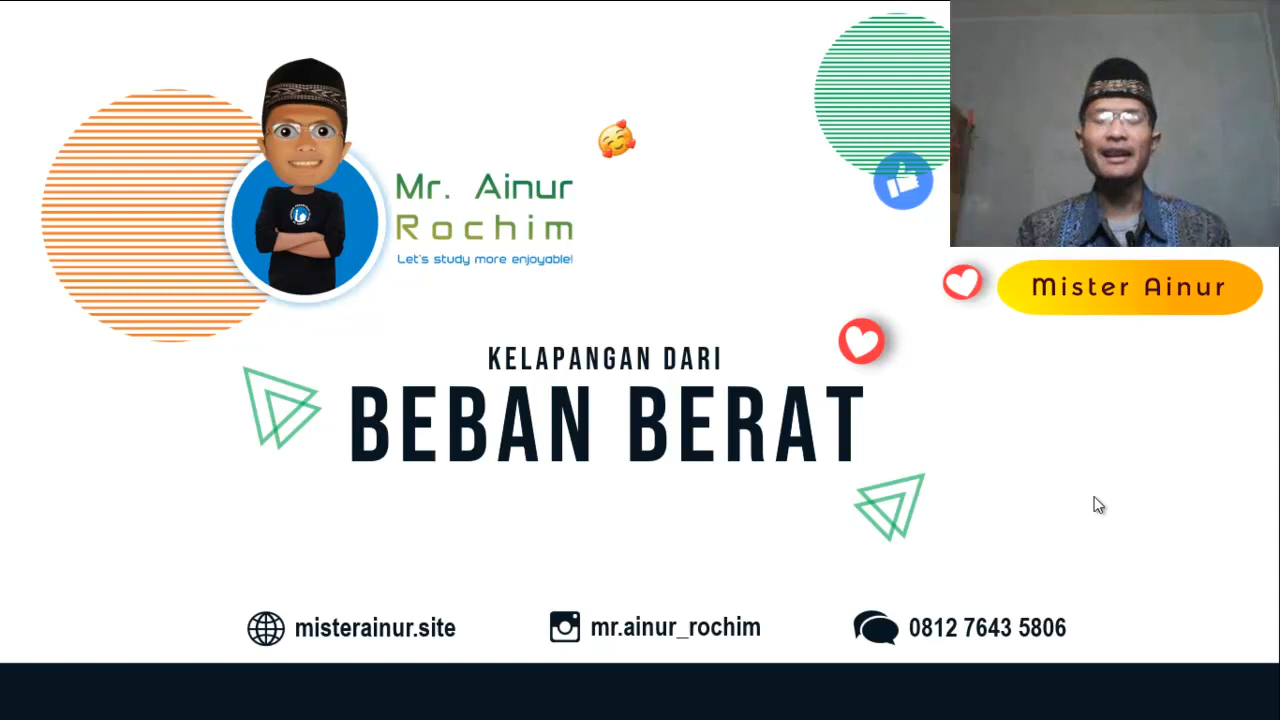 Mr. Ainur
Rochim
Let's study more enjoyable!
Mister Ainur
KELAPANGAN DARI
BEBAN BERAT
misterainur.site
mr.ainur_rochim
0812 7643 5806